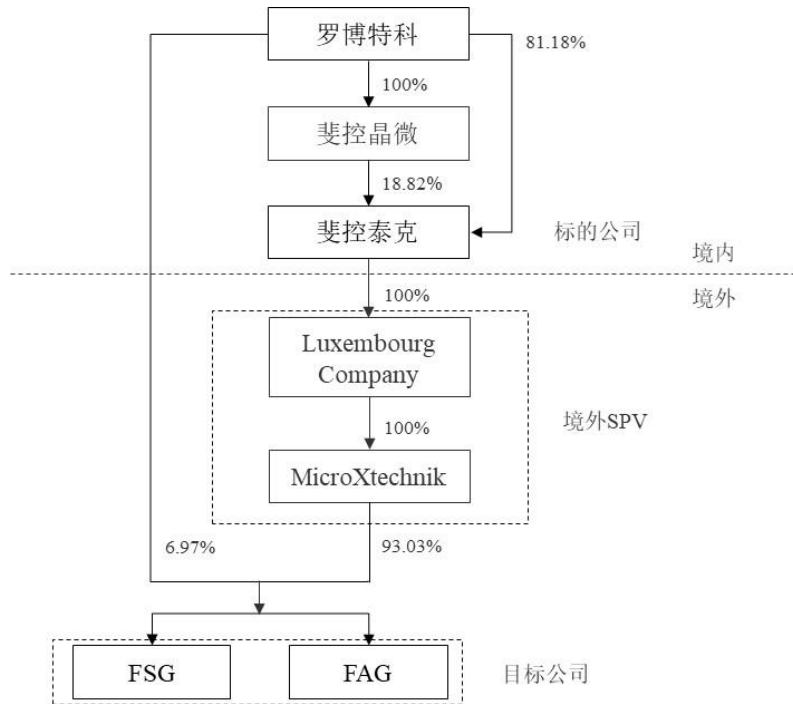 罗博特科
81.18%
100%
斐控晶微
18.82%
斐控泰克
标的公司
境内
境外
100%
Luxembourg
Company
境外SPV
100%
MicroXtechnik
6.97%
93.03%
FSG
FAG
目标公司